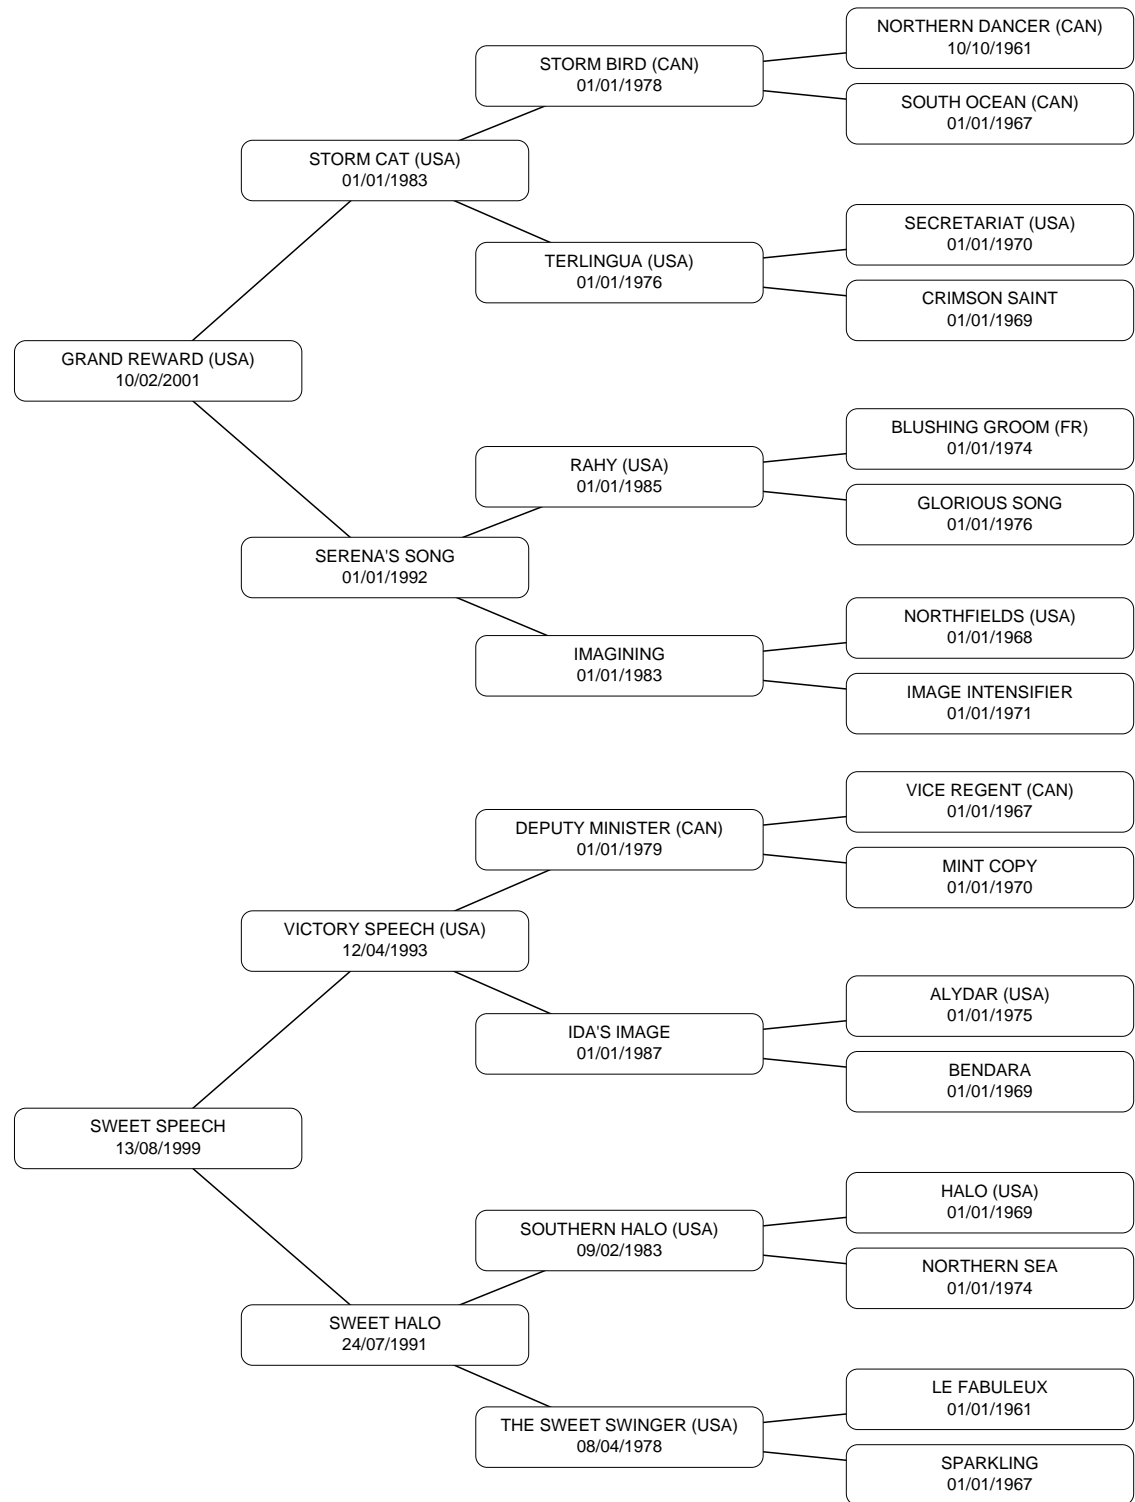 NORTHERN DANCER (CAN)
10/10/1961
STORM BIRD (CAN)
01/01/1978
SOUTH OCEAN (CAN)
01/01/1967
STORM CAT (USA)
01/01/1983
SECRETARIAT (USA)
01/01/1970
TERLINGUA (USA)
01/01/1976
CRIMSON SAINT
01/01/1969
GRAND REWARD (USA)
10/02/2001
BLUSHING GROOM (FR)
01/01/1974
RAHY (USA)
01/01/1985
GLORIOUS SONG
01/01/1976
SERENA'S SONG
01/01/1992
NORTHFIELDS (USA)
01/01/1968
IMAGINING
01/01/1983
IMAGE INTENSIFIER
01/01/1971
VICE REGENT (CAN)
01/01/1967
DEPUTY MINISTER (CAN)
01/01/1979
MINT COPY
01/01/1970
VICTORY SPEECH (USA)
12/04/1993
ALYDAR (USA)
01/01/1975
IDA'S IMAGE
01/01/1987
BENDARA
01/01/1969
SWEET SPEECH
13/08/1999
HALO (USA)
01/01/1969
SOUTHERN HALO (USA)
09/02/1983
NORTHERN SEA
01/01/1974
SWEET HALO
24/07/1991
LE FABULEUX
01/01/1961
THE SWEET SWINGER (USA)
08/04/1978
SPARKLING
01/01/1967